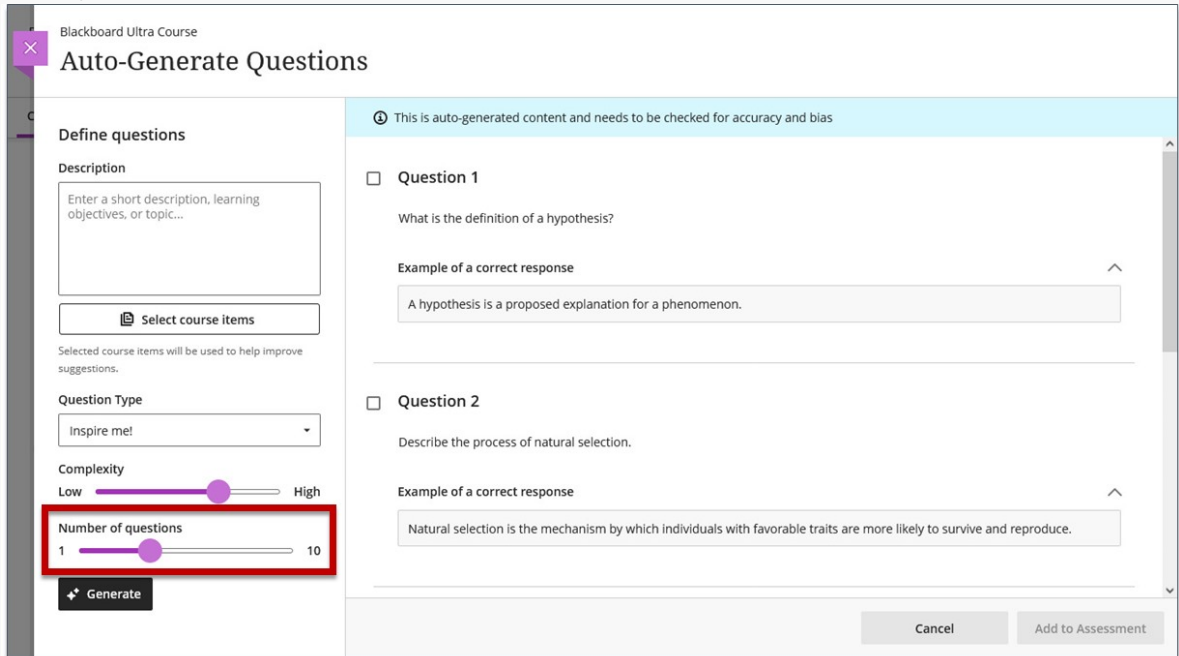 Blackboard Ultra Course
Auto-Generate Questions
Define questions
Description
Enter a short description, learning
objectives, or topic...
Select course items
Selected course items will be used to help improve
suggestions.
Question Type
Inspire me!
Complexity
Low High
Number of questions
1 10
Generate
This is auto-generated content and needs to be checked for accuracy and bias
Question 1
What is the definition of a hypothesis?
Example of a correct response
A hypothesis is a proposed explanation for a phenomenon.
Question 2
Describe the process of natural selection.
Example of a correct response
Natural selection is the mechanism by which individuals with favorable traits are more likely to survive and reproduce.
Cancel Add to Assessment